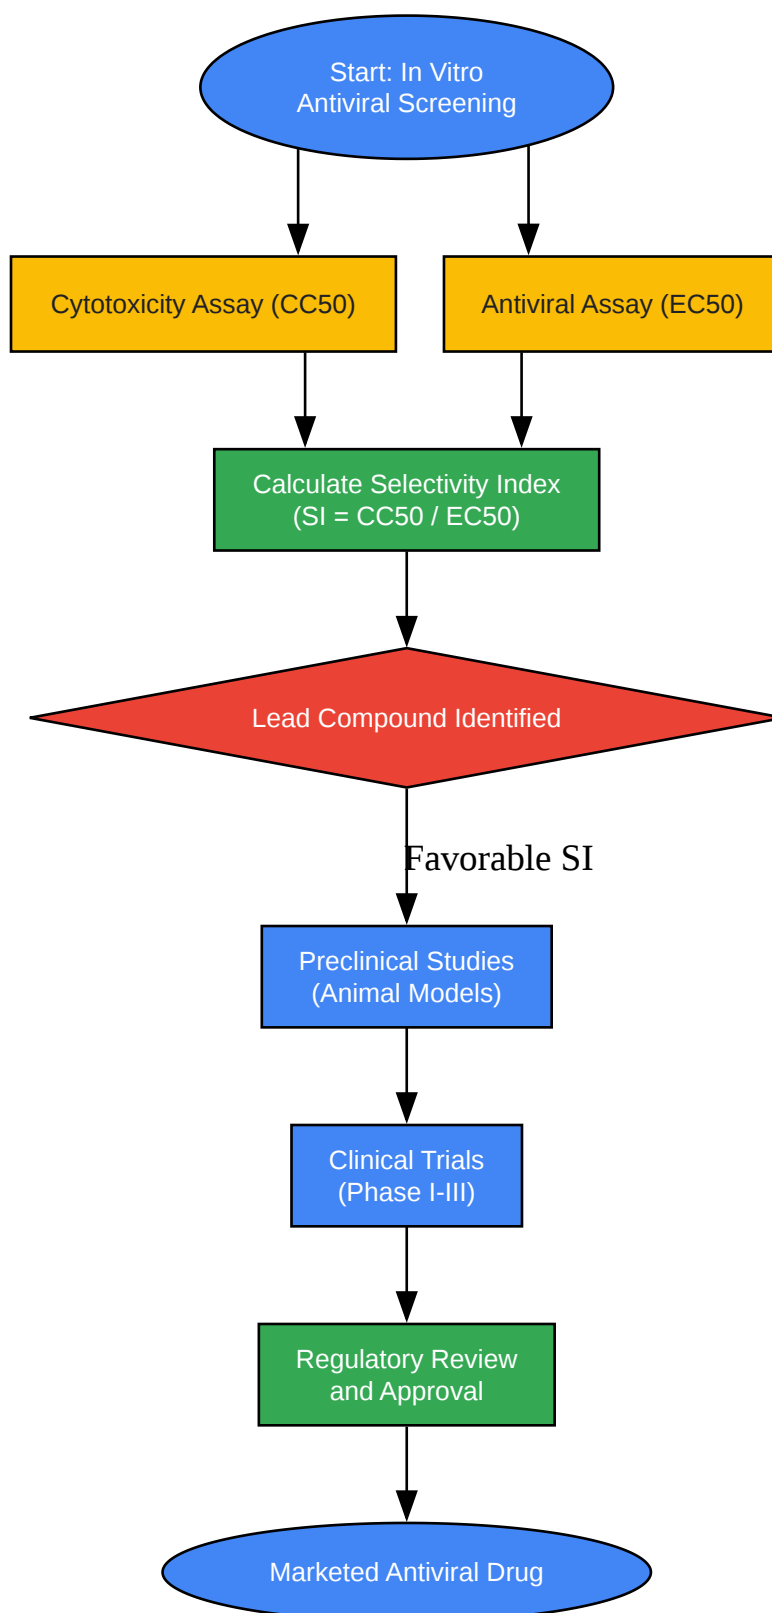 Start: In Vitro
Antiviral Screening
Cytotoxicity Assay (CC50)
Antiviral Assay (EC50)
Calculate Selectivity Index
(SI = CC50 / EC50)
Lead Compound Identified
Favorable SI
Preclinical Studies
(Animal Models)
Clinical Trials
(Phase I-III)
Regulatory Review
and Approval
Marketed Antiviral Drug